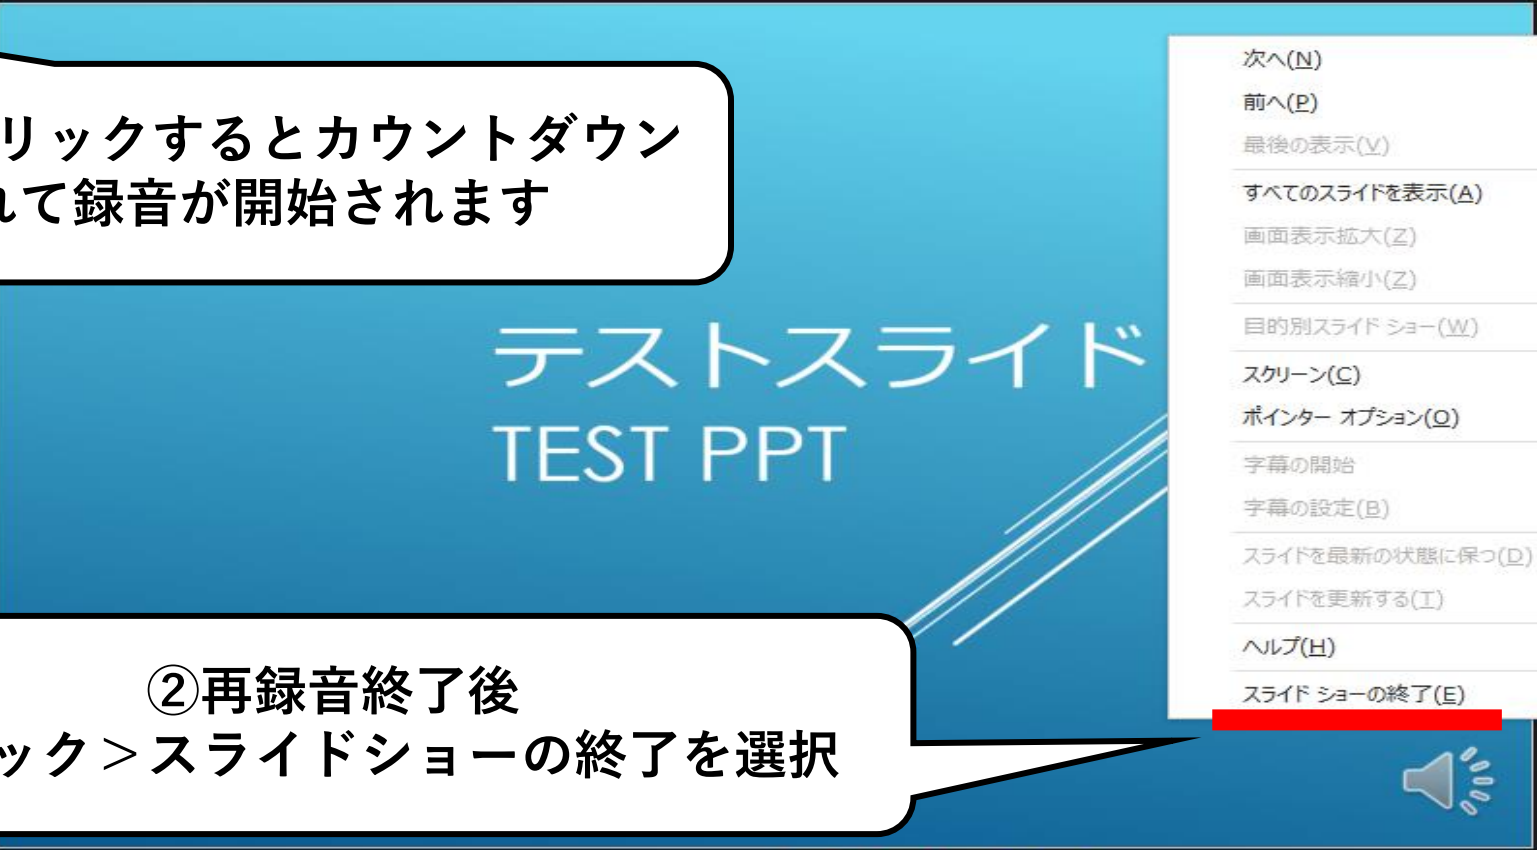 リックするとカウントダウン
れて録音が開始されます
テストスライド
TEST PPT
②再録音終了後
ック＞スライドショーの終了を選択
次へ(N)
前へ(P)
最後の表示(V)
すべてのスライドを表示(A)
画面表示拡大(Z)
画面表示縮小(Z)
目的別スライド ショー(W)
スクリーン(C)
ポインター オプション(O)
字幕の開始
字幕の設定(B)
スライドを最新の状態に保つ(D)
スライドを更新する(T)
ヘルプ(H)
スライド ショーの終了(E)